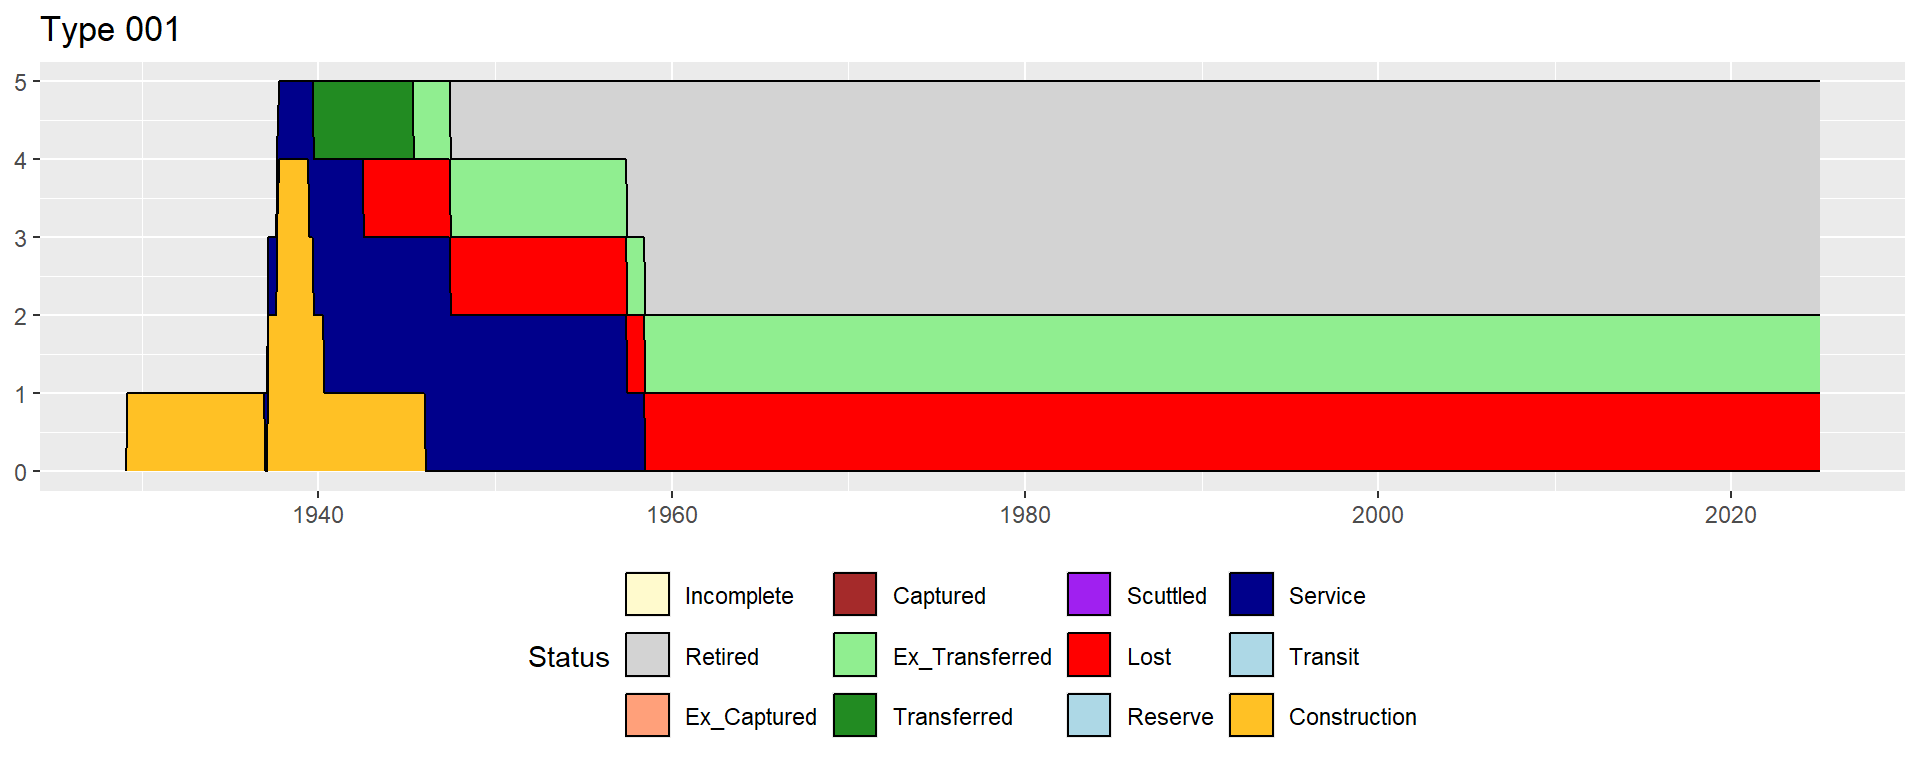 Type 001
5
4
3
2
1
0
1940 1960 1980 2000 2020
Status
Incomplete Captured Scuttled Service
Retired Ex_Transferred Lost Transit
Ex_Captured Transferred Reserve Construction